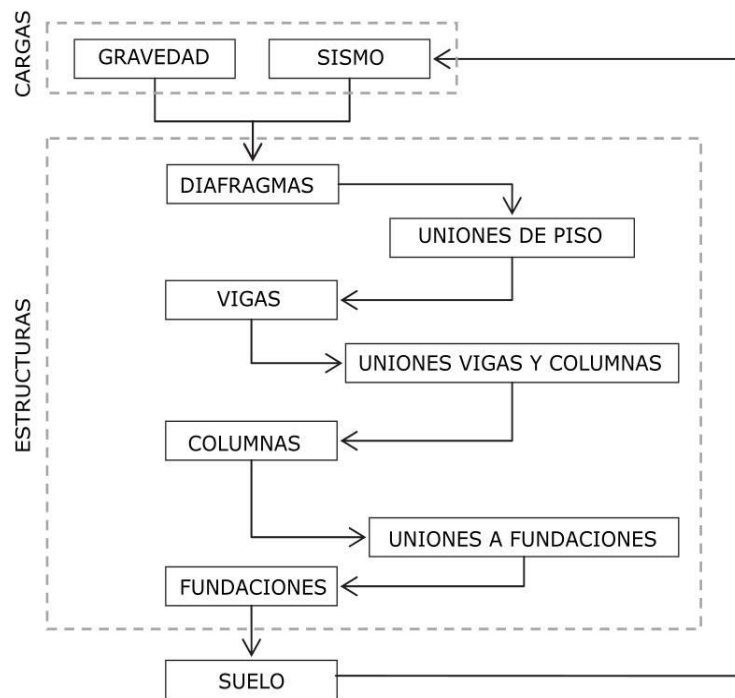 CARGAS
GRAVEDAD
SISMO
ESTRUCTURAS
DIAFRAGMAS
UNIONES DE PISO
VIGAS
UNIONES VIGAS Y COLUMNAS
COLUMNAS
UNIONES A FUNDACIONES
FUNDACIONES
SUELO